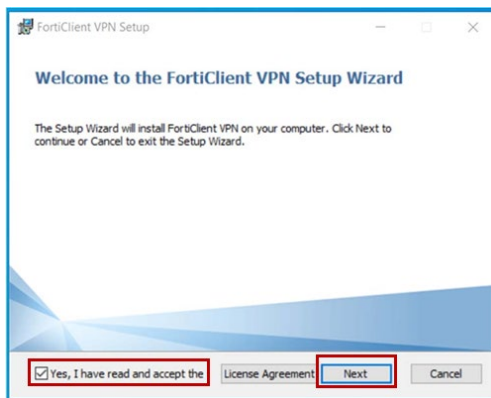 FortiClient VPN Setup
Welcome to the FortiClient VPN Setup Wizard
The Setup Wizard will install FortiClient VPN on your computer. Click Next to
continue or Cancel to exit the Setup Wizard.
Yes, I have read and accept the License Agreement Next Cancel